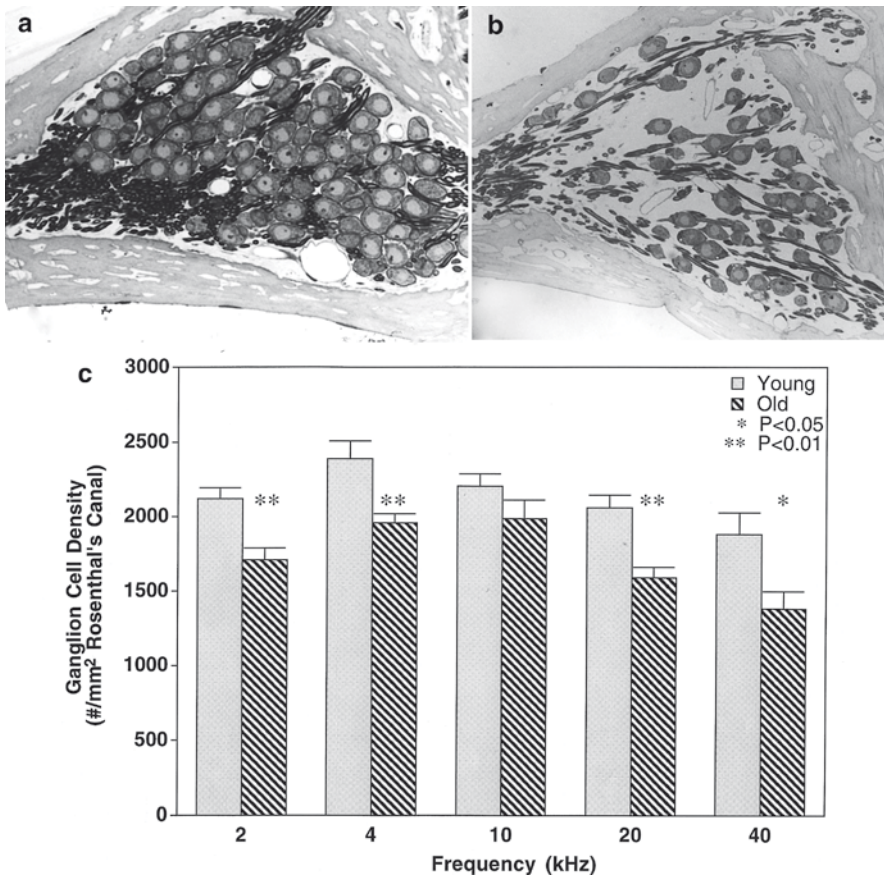 a
b
c
3000
2500
2000
1500
1000
500
0
Ganglion Cell Density
(#/mm² Rosenthal's Canal)
Young
Old
* P<0.05
** P<0.01
**
**
**
*
2 4 10 20 40
Frequency (kHz)